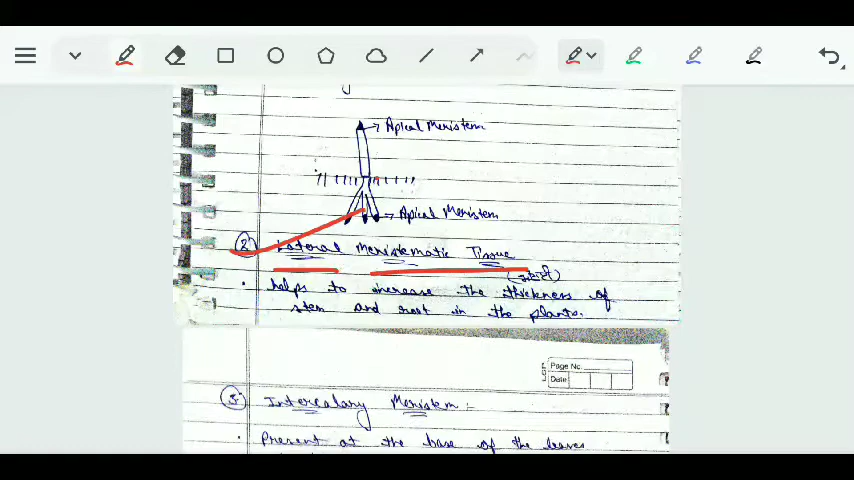 Apical Meristem
Apical Meristem
2 Lateral Meristematic Tissue
helps to increase the thickness of
stem and root in the plants.
Page No.
Date
3 Intercalary Meristem :-
Present at the base of the leaves